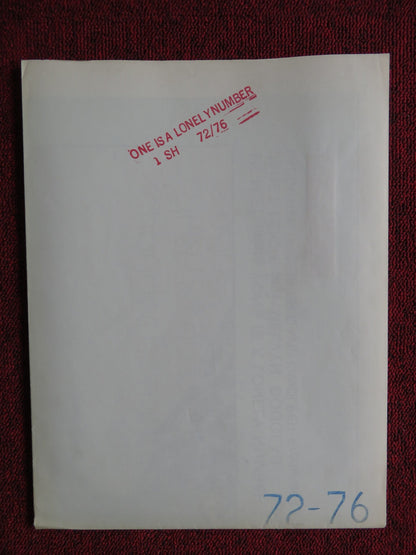 ONE IS A LONELY NUMBER
1 SH 72/76
72-76